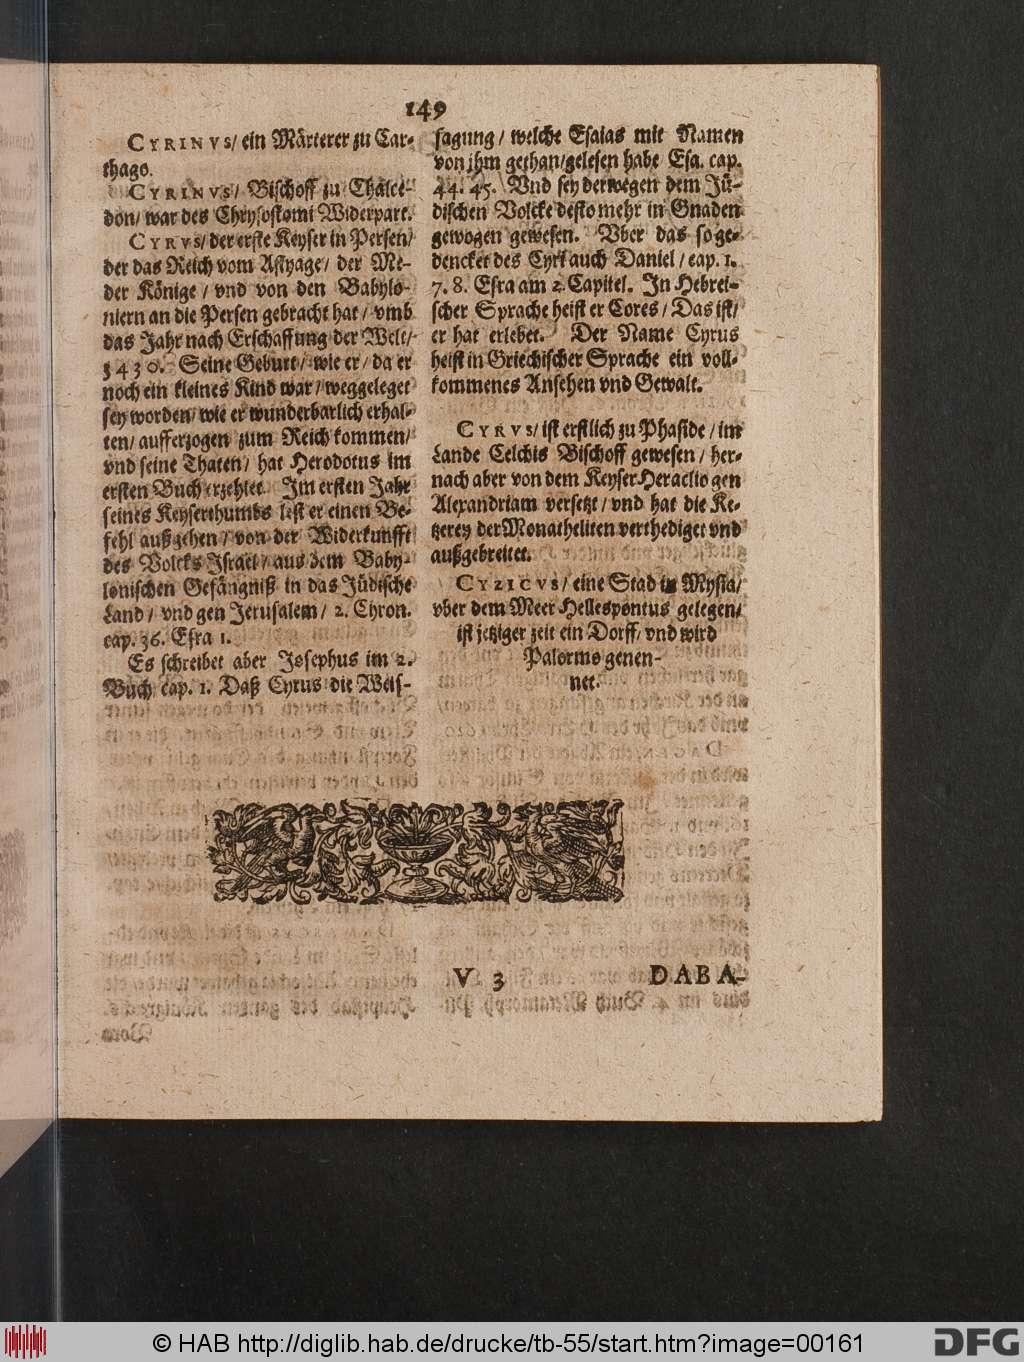 149
CYRINVS/ ein Märterer zu Car-
thago.
CYRINVS/ Bischoff zu Chalce-
don/ war des Chrysostomi Widerpart.
CYRVS/ der erste Keyser in Persen/
der das Reich vom Astyage/ der Me-
der Könige / vnd von den Babylo-
niern an die Persen gebracht hat / vmb
das Jahr nach Erschaffung der Welt/
3430. Seine Geburt / wie er / da er
noch ein kleines Kind war / weggeleget
sey worden/ wie er wunderbarlich erhal-
ten/ aufferzogen zum Reich kommen/
vnd seine Thaten / hat Herodotus im
ersten Buch erzehlet. Im ersten Jahr
seines Keyserthumbs lest er einen Be-
fehl außgehen / von der Widerkunfft
des Volcks Israel / aus dem Baby-
lonischen Gefängniß in das Jüdische
Land / vnd gen Jerusalem / 2. Chron.
cap. 36. Esra 1.
Es schreibet aber Josephus im 2.
Buch cap. 1. Daß Cyrus die Weis-
sagung / welche Esaias mit Namen
von jhm gethan/gelesen habe Esa. cap.
44. 45. Vnd sey derwegen dem Jü-
dischen Volcke desto mehr in Gnaden
gewogen gewesen. Vber das so ge-
dencket des Cyri auch Daniel / cap. 1.
7. 8. Esra am 2. Capitel. In Hebrei-
scher Sprache heist er Cores / Das ist/
er hat erlebet. Der Name Cyrus
heist in Griechischer Sprache ein voll-
kommenes Ansehen vnd Gewalt.
CYRVS/ ist erstlich zu Phaside / im
Lande Celchis Bischoff gewesen / her-
nach aber von dem Keyser Heraclio gen
Alexandriam versetzt / vnd hat die Ke-
tzerey der Monatheliten verthediget vnd
außgebreitet.
CYZICVS/ eine Stad in Mysia/
vber dem Meer Hellespontus gelegen/
ist jetziger zeit ein Dorff/ vnd wird
Palormo genen-
net.
V 3 DABA-
© HAB http://diglib.hab.de/drucke/tb-55/start.htm?image=00161
DFG